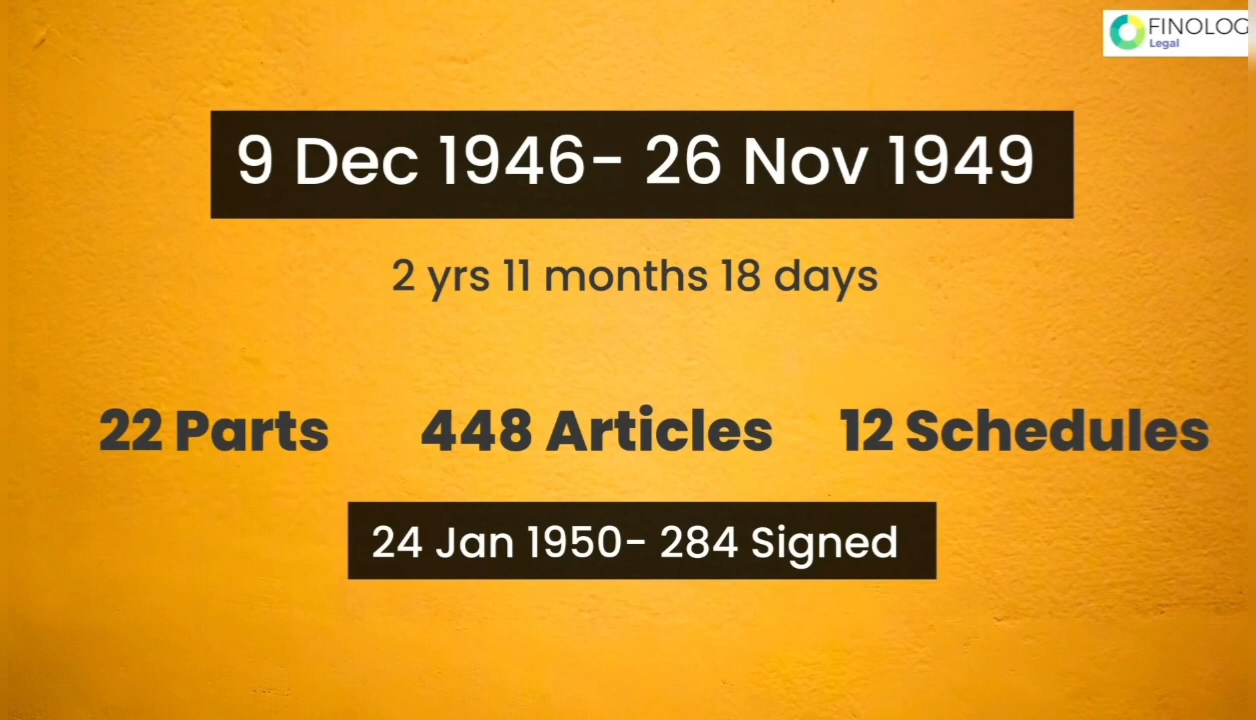 FINOLOG
Legal
9 Dec 1946- 26 Nov 1949
2 yrs 11 months 18 days
22 Parts 448 Articles 12 Schedules
24 Jan 1950- 284 Signed